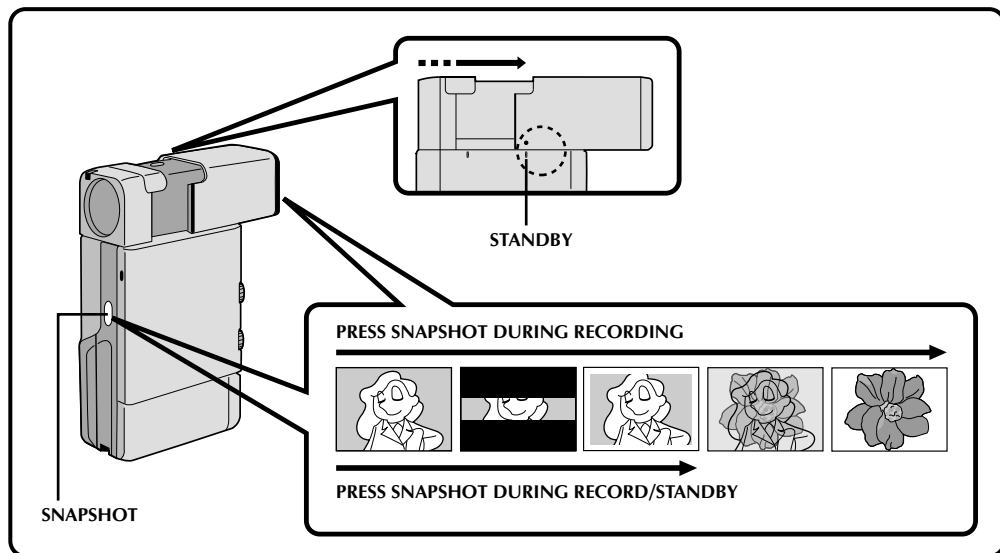 STANDBY
PRESS SNAPSHOT DURING RECORDING
PRESS SNAPSHOT DURING RECORD/STANDBY
SNAPSHOT